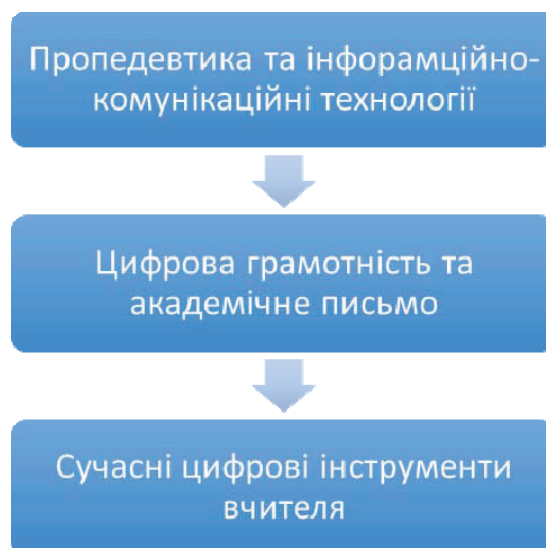 Пропедевтика та інфорамційно-
комунікаційні технології
Цифрова грамотність та
академічне письмо
Сучасні цифрові інструменти
вчителя